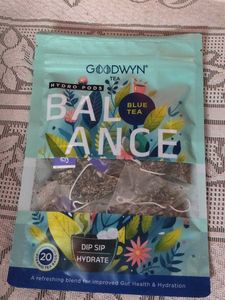 GOODWYN®
TEA
HYDRO PODS
BAL
BLUE
TEA
ANCE
DIP SIP
HYDRATE
20
A refreshing blend for improved Gut Health & Hydration